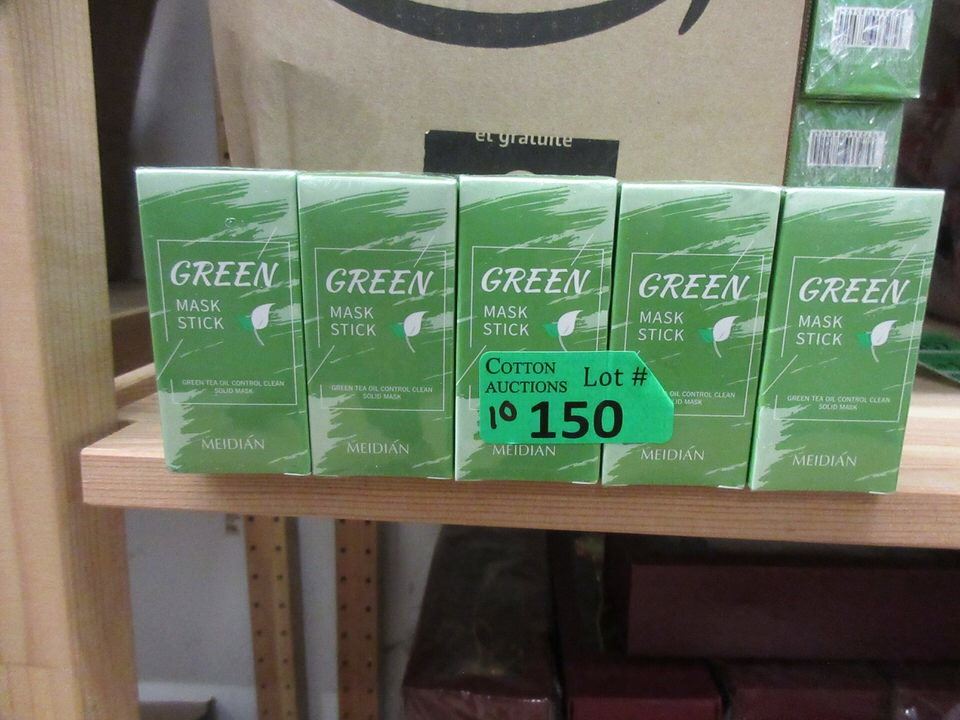 et gratuite
GREEN
MASK
STICK
GREEN TEA OIL CONTROL CLEAN
SOLID MASK
MEIDIAN
GREEN
MASK
STICK
GREEN TEA OIL CONTROL CLEAN
SOLID MASK
MEIDIAN
GREEN
MASK
STICK
MEIDIAN
COTTON
AUCTIONS
Lot #
10 150
GREEN
MASK
STICK
OIL CONTROL CLEAN
SOLID MASK
MEIDIAN
GREEN
MASK
STICK
GREEN TEA OIL CONTROL CLEAN
SOLID MASK
MEIDIAN